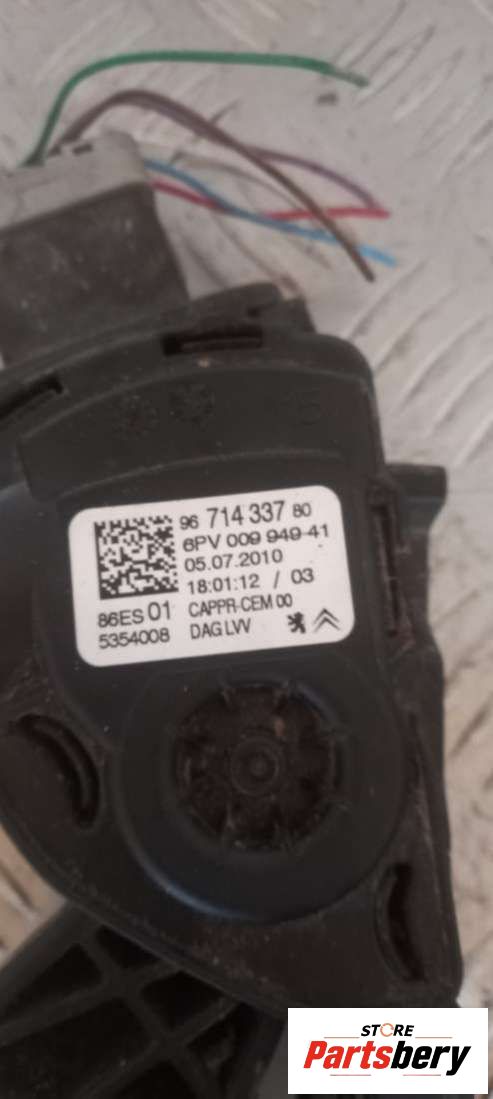 96 714 337 80
6PV 009 949-41
05.07.2010
18:01:12 / 03
86ES 01 CAPPR-CEM 00
5354008 DAG LVV
STORE
Partsbery